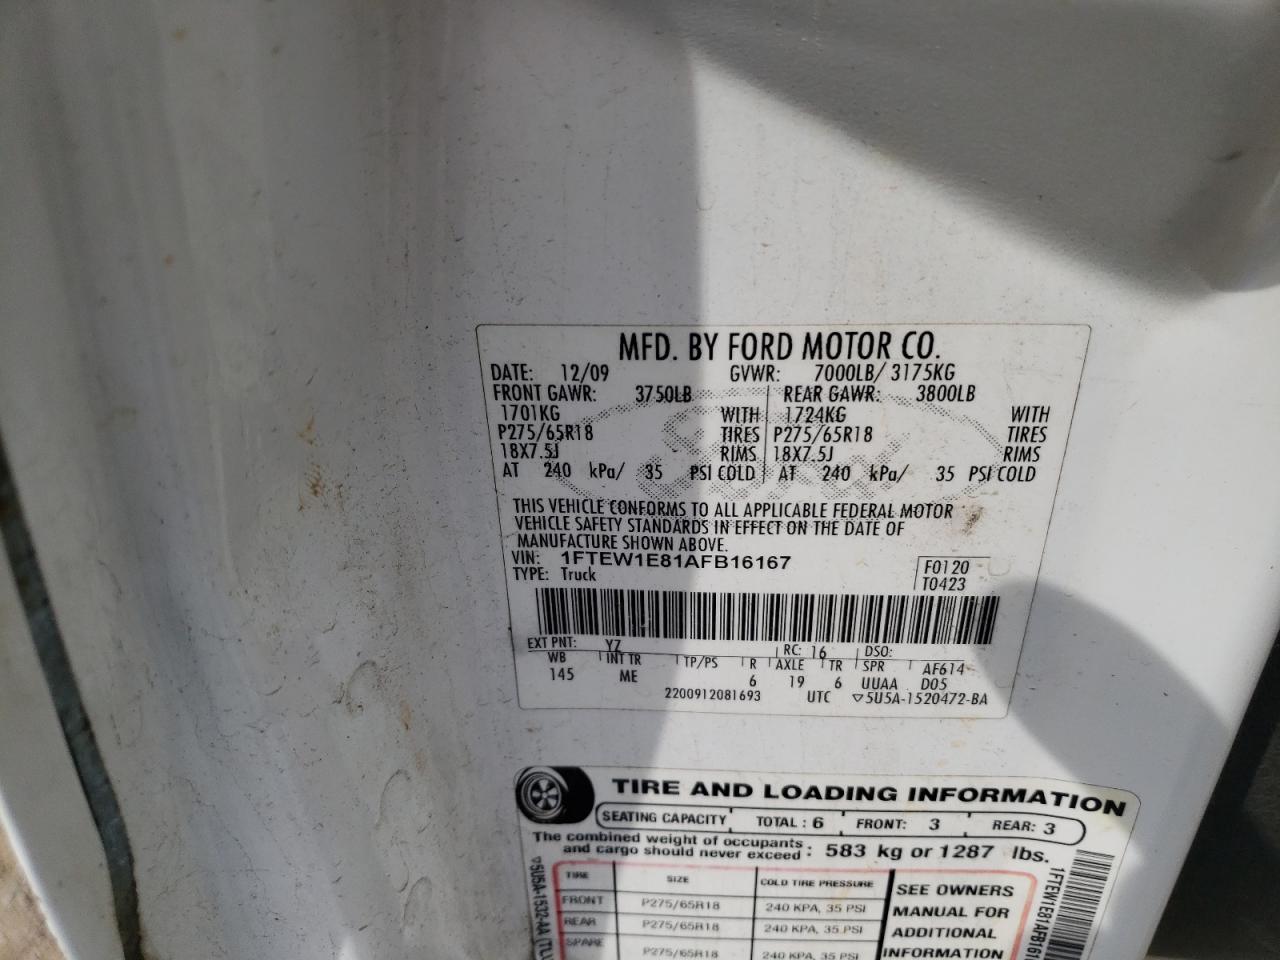 MFD. BY FORD MOTOR CO.
DATE: 12/09 GVWR: 7000LB/ 3175KG
FRONT GAWR: 3750LB REAR GAWR: 3800LB
1701KG WITH 1724KG WITH
P275/65R18 TIRES P275/65R18 TIRES
18X7.5J RIMS 18X7.5J RIMS
AT 240 kPa/ 35 PSI COLD AT 240 kPa/ 35 PSI COLD
THIS VEHICLE CONFORMS TO ALL APPLICABLE FEDERAL MOTOR
VEHICLE SAFETY STANDARDS IN EFFECT ON THE DATE OF
MANUFACTURE SHOWN ABOVE.
VIN: 1FTEW1E81AFB16167
TYPE: Truck
F0120
T0423
EXT PNT: YZ RC: 16 DSO:
WB INT TR TP/PS R AXLE TR SPR AF614
145 ME 6 19 6 UUAA D05
2200912081693 UTC ▽5U5A-1520472-BA
TIRE AND LOADING INFORMATION
SEATING CAPACITY TOTAL : 6 FRONT: 3 REAR: 3
The combined weight of occupants
and cargo should never exceed : 583 kg or 1287 lbs.
TIRE SIZE COLD TIRE PRESSURE
FRONT P275/65R18 240 KPA, 35 PSI
REAR P275/65R18 240 KPA, 35 PSI
SPARE P275/65R18 240 KPA, 35 PSI
SEE OWNERS
MANUAL FOR
ADDITIONAL
INFORMATION
▽5U5A-1532-AA (TLU
1FTEW1E81AFB161